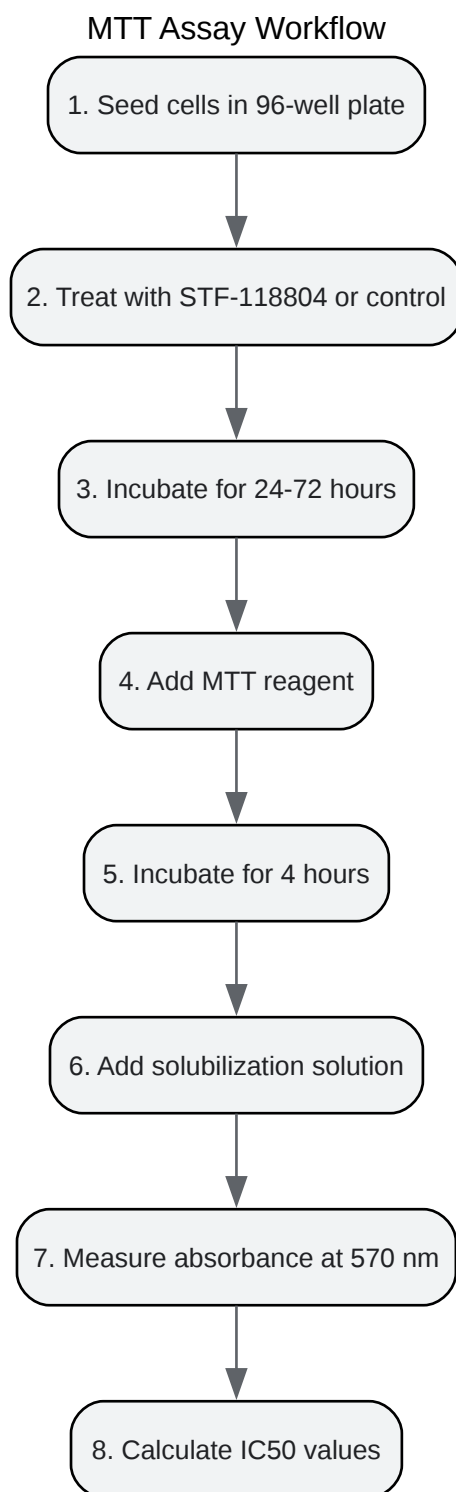 MTT Assay Workflow
1. Seed cells in 96-well plate
2. Treat with STF-118804 or control
3. Incubate for 24-72 hours
4. Add MTT reagent
5. Incubate for 4 hours
6. Add solubilization solution
7. Measure absorbance at 570 nm
8. Calculate IC50 values